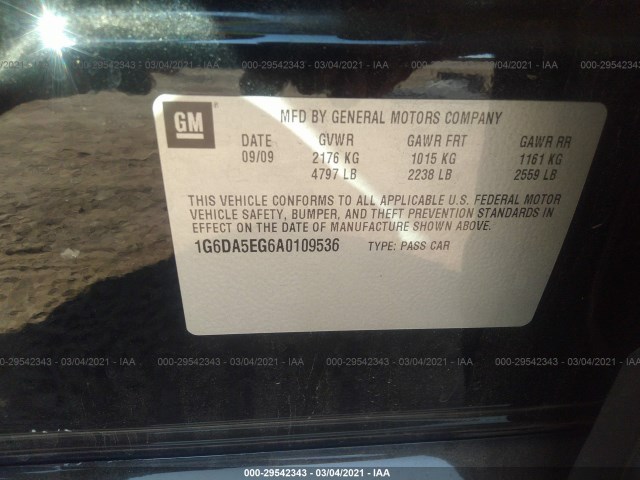 000-29542343 - 03/04/2021 - IAA
GM
MFD BY GENERAL MOTORS COMPANY
DATE GVWR GAWR FRT GAWR RR
09/09 2176 KG 1015 KG 1161 KG
4797 LB 2238 LB 2559 LB
THIS VEHICLE CONFORMS TO ALL APPLICABLE U.S. FEDERAL MOTOR
VEHICLE SAFETY, BUMPER, AND THEFT PREVENTION STANDARDS IN
EFFECT ON THE DATE OF MANUFACTURE SHOWN ABOVE.
1G6DA5EG6A0109536 TYPE: PASS CAR
000-29542343 - 03/04/2021 - IAA
000-29542343 - 03/04/2021 - IAA